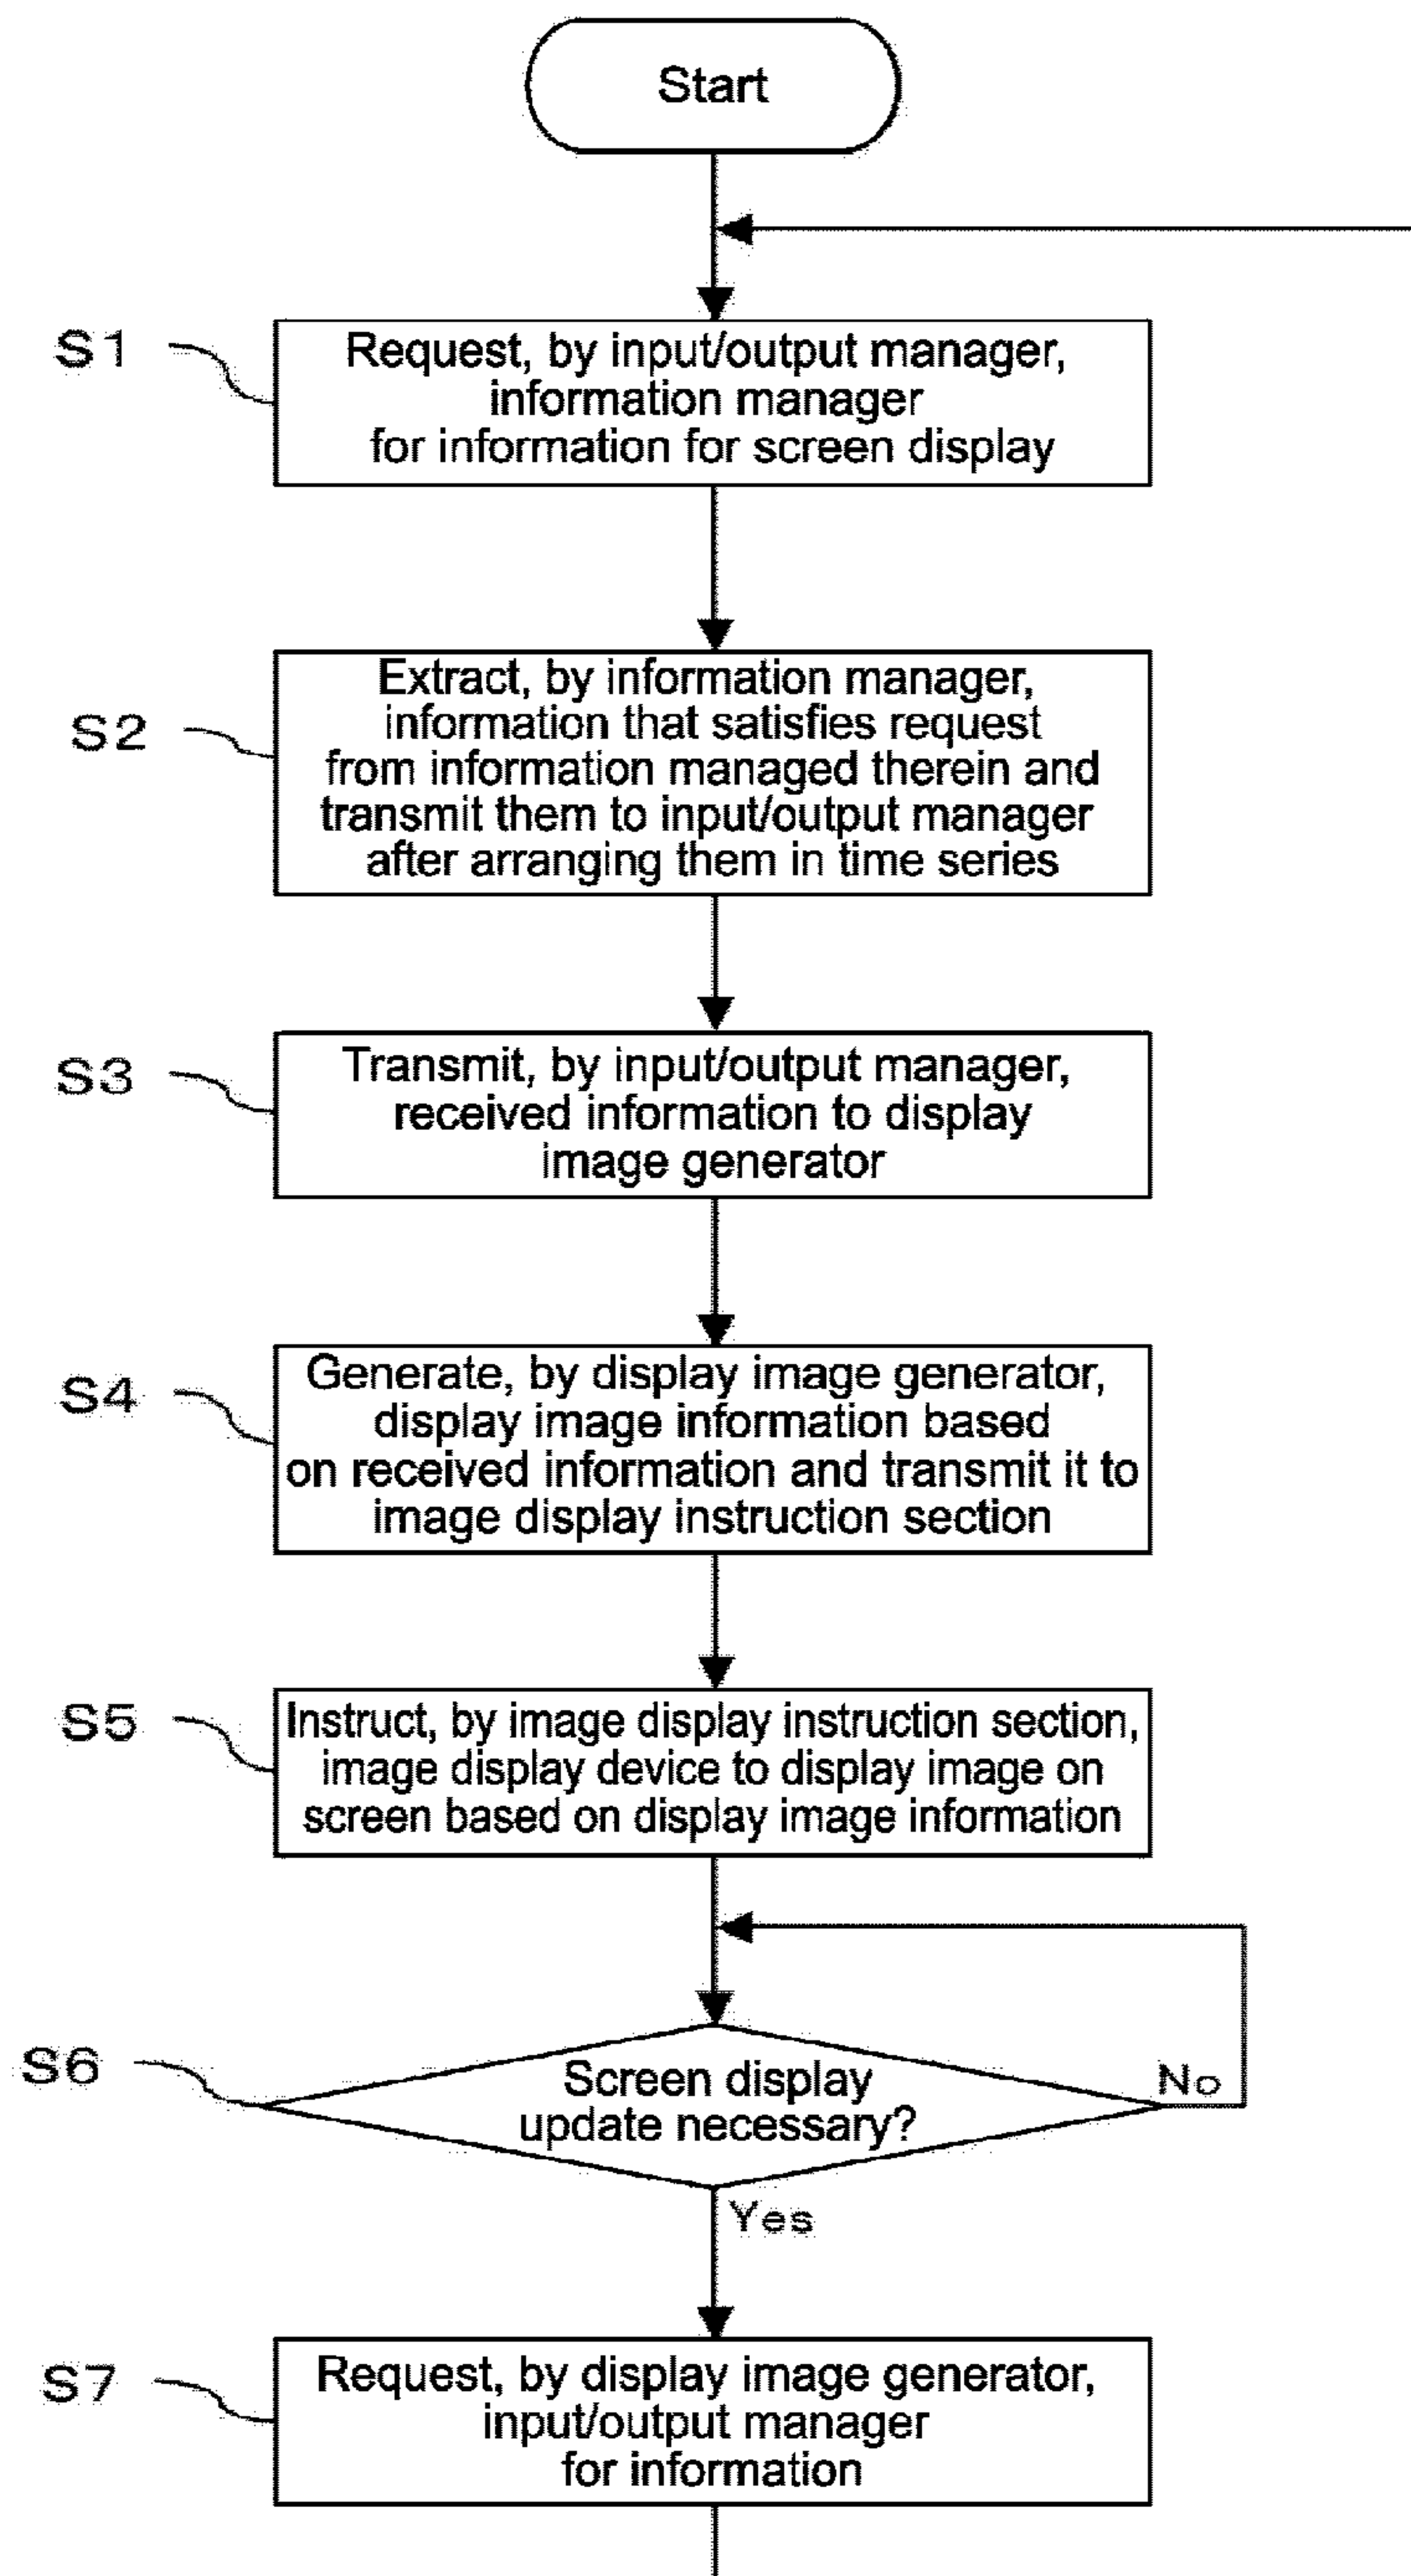 Start
S1
Request, by input/output manager,
information manager
for information for screen display
S2
Extract, by information manager,
information that satisfies request
from information managed therein and
transmit them to input/output manager
after arranging them in time series
S3
Transmit, by input/output manager,
received information to display
image generator
S4
Generate, by display image generator,
display image information based
on received information and transmit it to
image display instruction section
S5
Instruct, by image display instruction section,
image display device to display image on
screen based on display image information
S6
Screen display
update necessary?
No
Yes
S7
Request, by display image generator,
input/output manager
for information